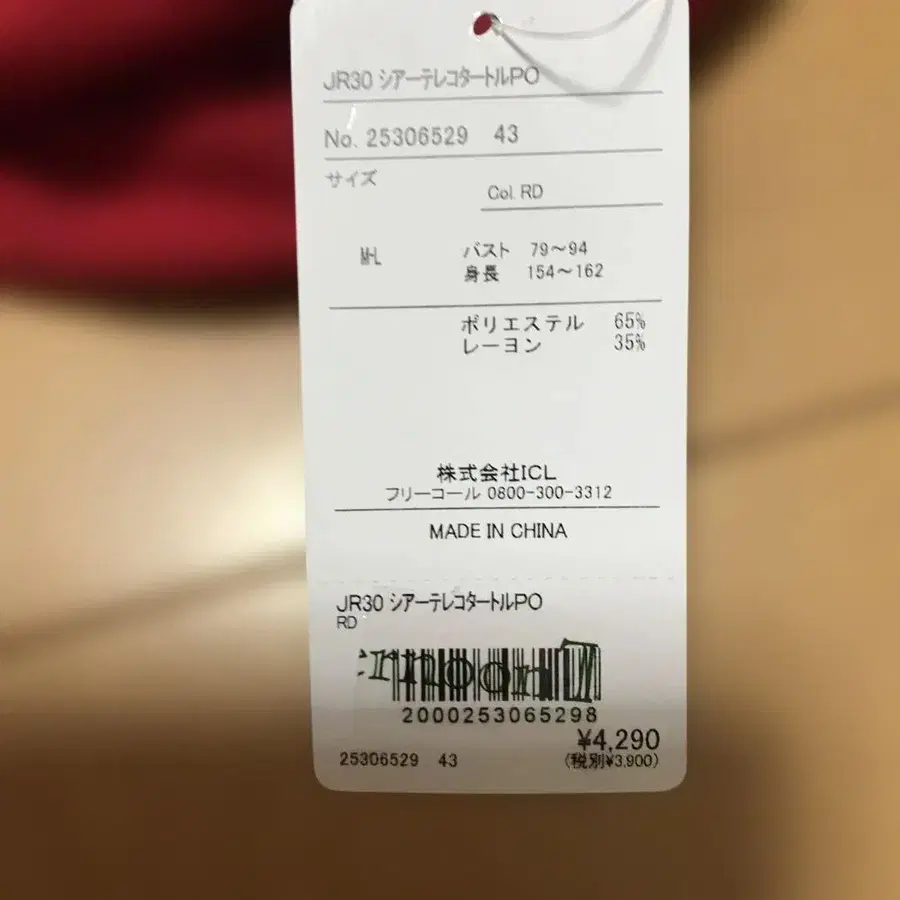 JR30 シアーテレコタートルPO
No. 25306529 43
サイズ
Col. RD
M-L
バスト 79～94
身長 154～162
ポリエステル 65%
レーヨン 35%
株式会社ICL
フリーコール 0800-300-3312
MADE IN CHINA
JR30 シアーテレコタートルPO
RD
2000253065298
¥4,290
(税別¥3,900)
25306529 43